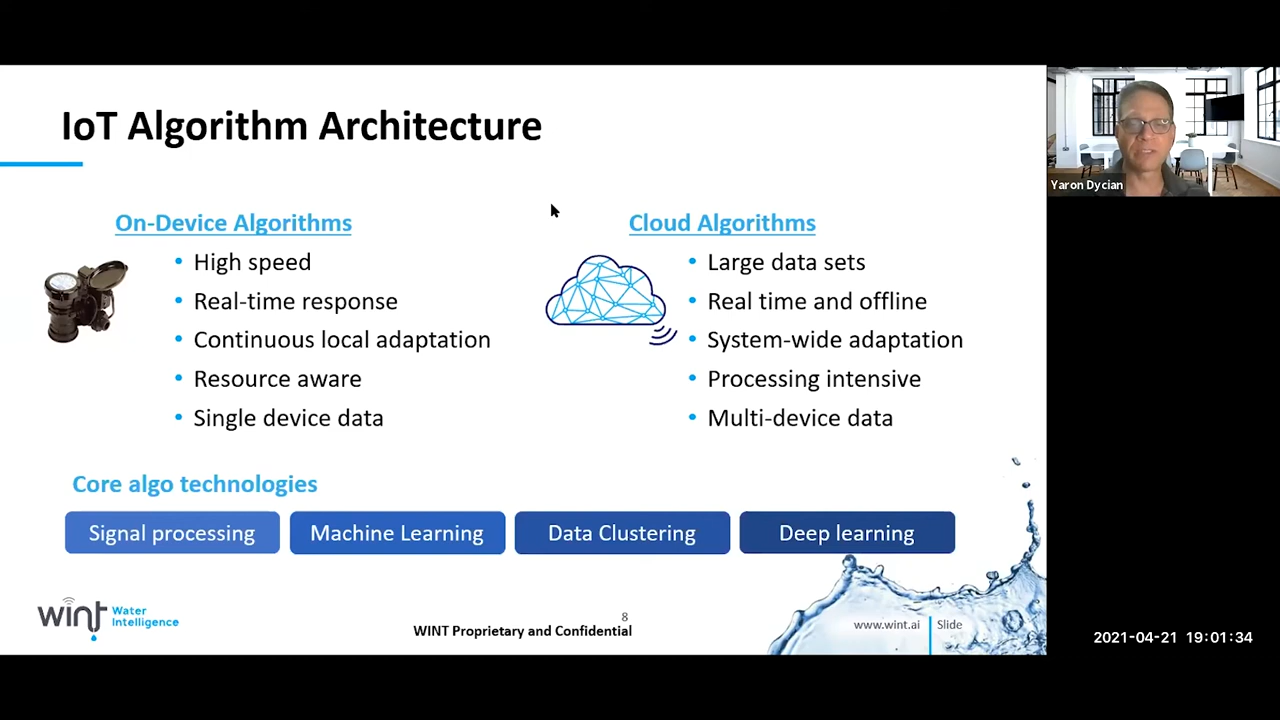 IoT Algorithm Architecture
On-Device Algorithms
• High speed
• Real-time response
• Continuous local adaptation
• Resource aware
• Single device data
Cloud Algorithms
• Large data sets
• Real time and offline
• System-wide adaptation
• Processing intensive
• Multi-device data
Core algo technologies
Signal processing
Machine Learning
Data Clustering
Deep learning
wint Water
Intelligence
8
WINT Proprietary and Confidential
www.wint.ai
Slide
Yaron Dycian
2021-04-21 19:01:34